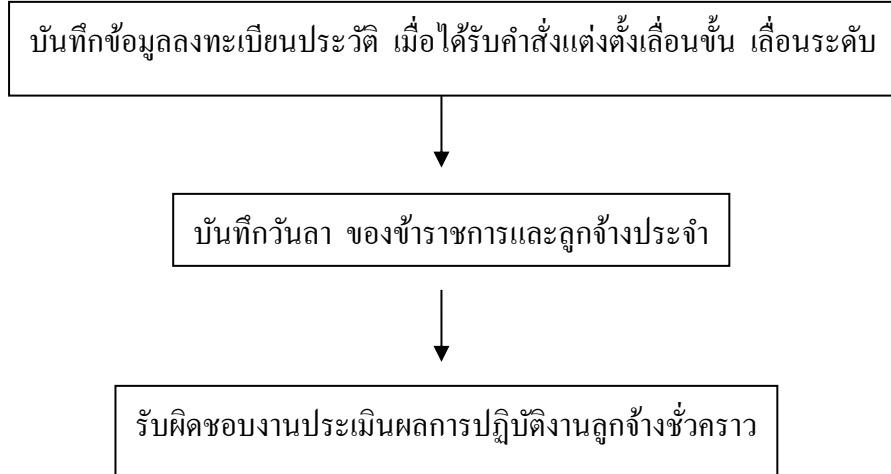 บันทึกข้อมูลลงทะเบียนประวัติ เมื่อได้รับคำสั่งแต่งตั้งเลื่อนขั้น เลื่อนระดับ
บันทึกวันลา ของข้าราชการและลูกจ้างประจำ
รับผิดชอบงานประเมินผลการปฏิบัติงานลูกจ้างชั่วคราว